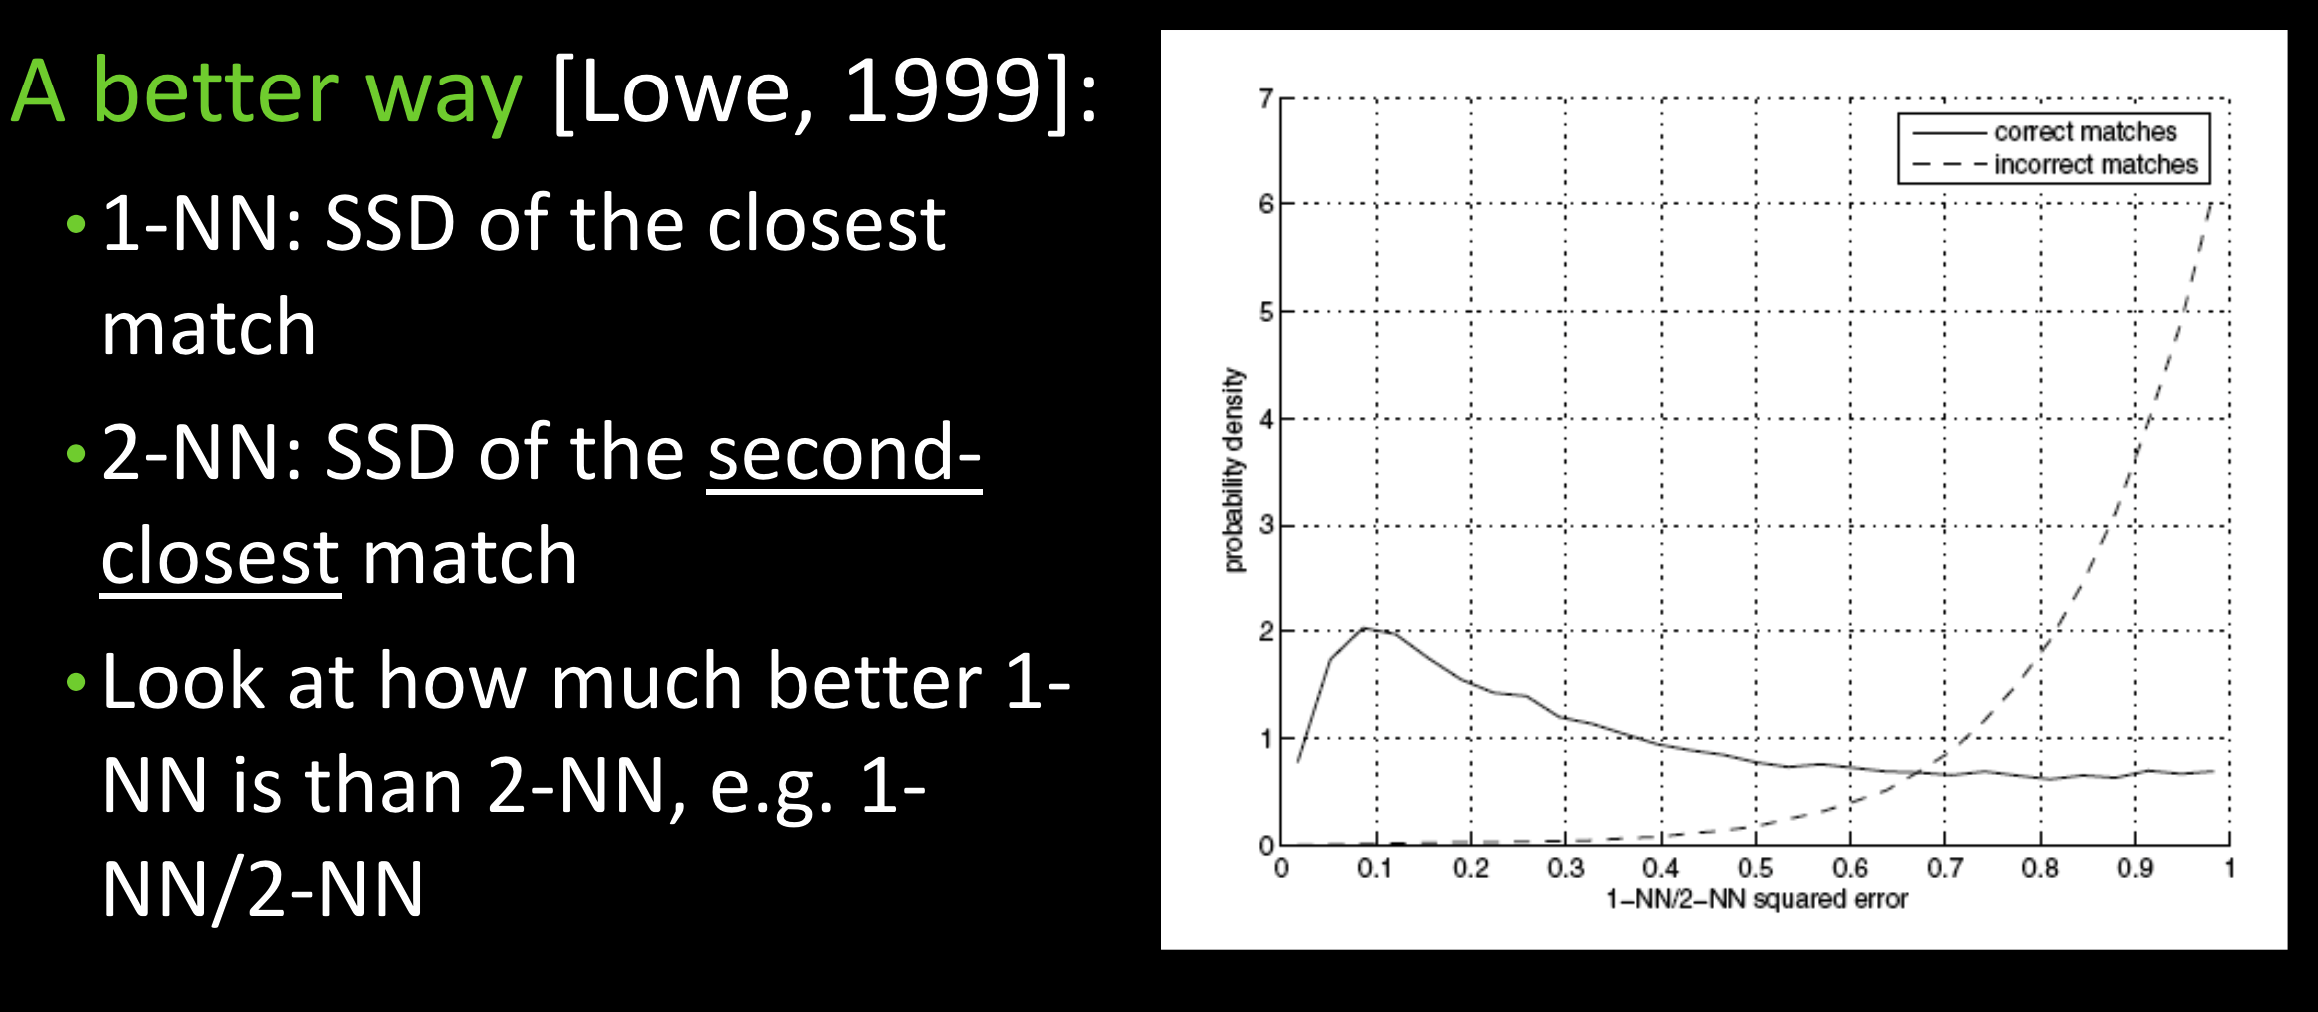 A better way [Lowe, 1999]:
• 1-NN: SSD of the closest
match
• 2-NN: SSD of the second-
closest match
• Look at how much better 1-
NN is than 2-NN, e.g. 1-
NN/2-NN
7
6
5
4
3
2
1
0
probability density
correct matches
incorrect matches
0 0.1 0.2 0.3 0.4 0.5 0.6 0.7 0.8 0.9 1
1–NN/2–NN squared error